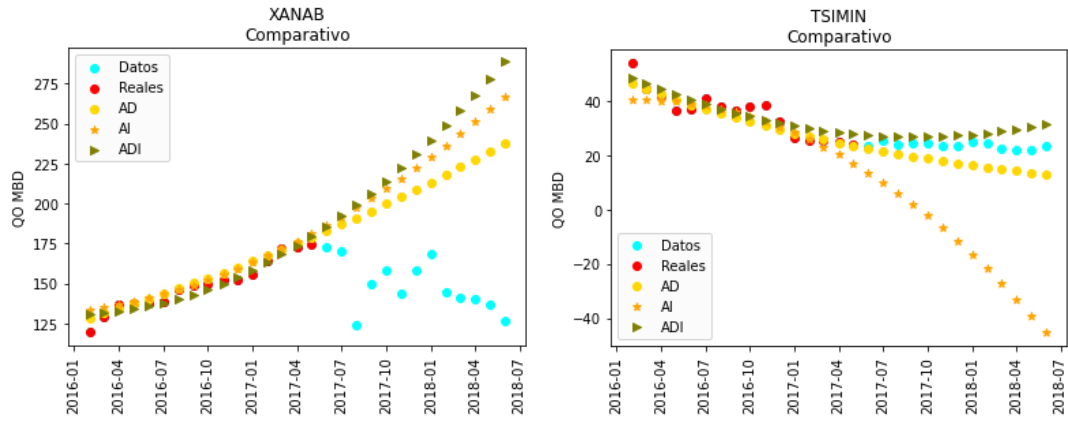 XANAB
Comparativo
QO MBD
275
250
225
200
175
150
125
Datos
Reales
AD
AI
ADI
2016-01
2016-04
2016-07
2016-10
2017-01
2017-04
2017-07
2017-10
2018-01
2018-04
2018-07
TSIMIN
Comparativo
QO MBD
40
20
0
−20
−40
Datos
Reales
AD
AI
ADI
2016-01
2016-04
2016-07
2016-10
2017-01
2017-04
2017-07
2017-10
2018-01
2018-04
2018-07